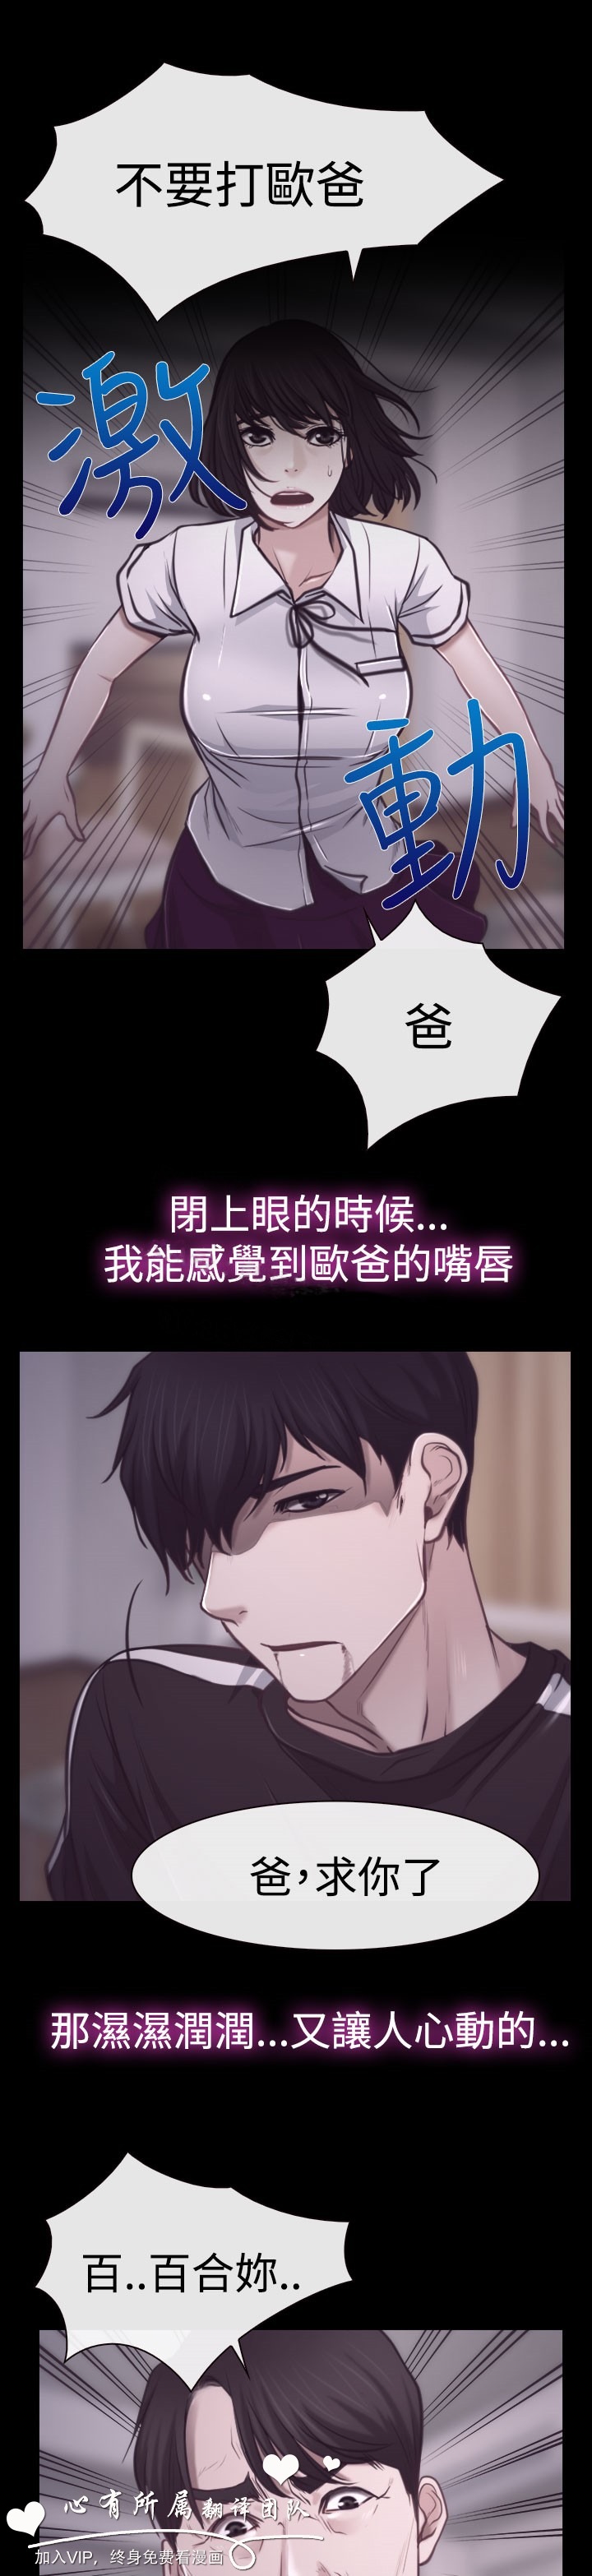 不要打歐爸
激
動
爸
閉上眼的時候...
我能感覺到歐爸的嘴唇
爸,求你了
那濕濕潤潤...又讓人心動的...
百..百合妳..
心有所属翻译团队
加入VIP，终身免费看漫画